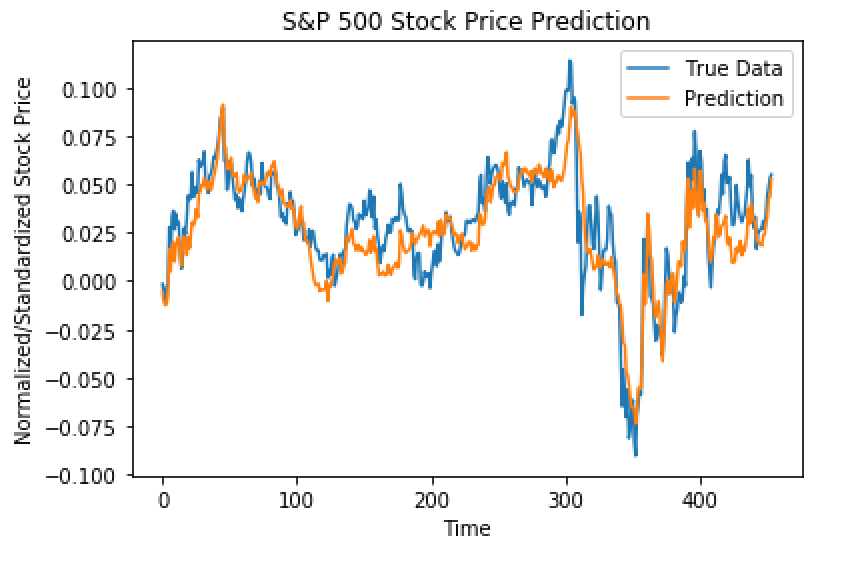 S&P 500 Stock Price Prediction
True Data
Prediction
Normalized/Standardized Stock Price
0.100
0.075
0.050
0.025
0.000
−0.025
−0.050
−0.075
−0.100
0 100 200 300 400
Time